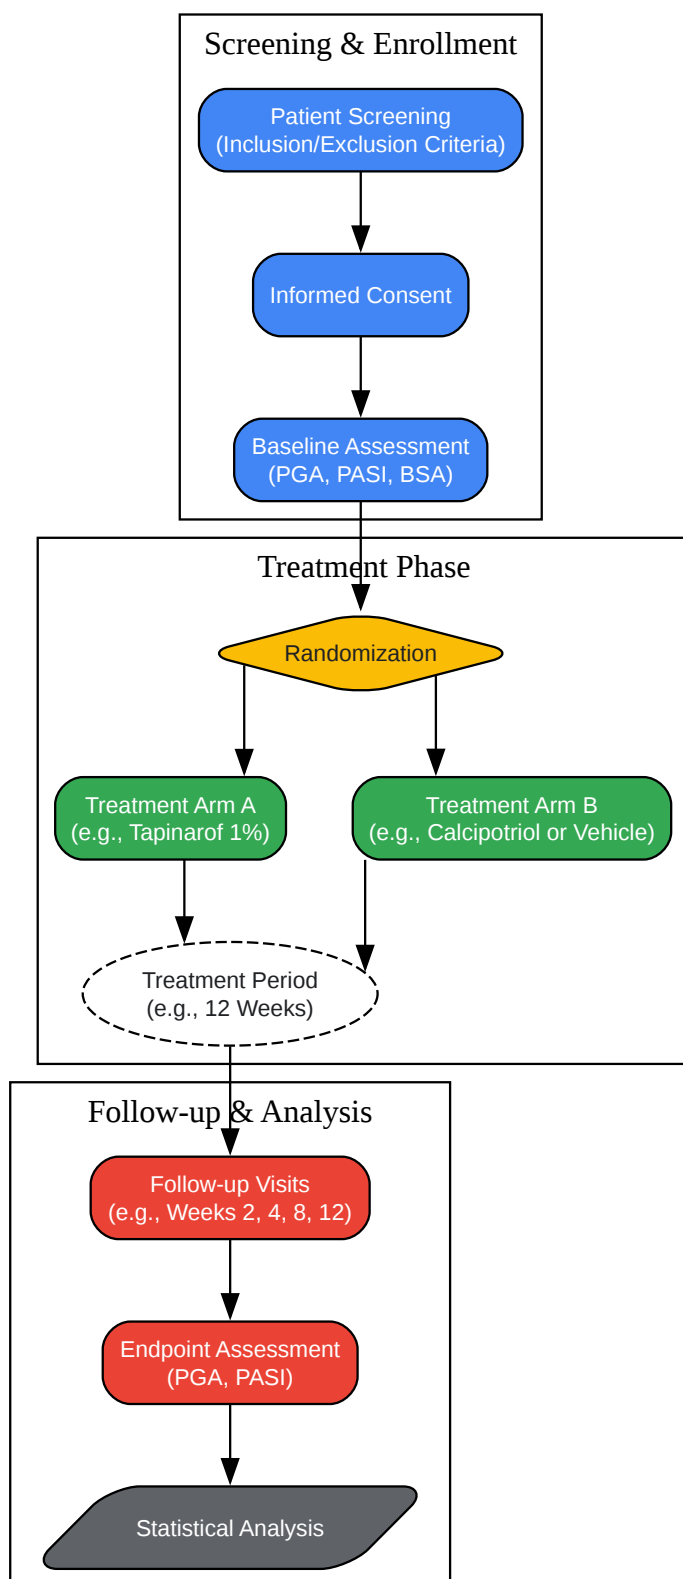 Screening & Enrollment
Patient Screening
(Inclusion/Exclusion Criteria)
Informed Consent
Baseline Assessment
(PGA, PASI, BSA)
Treatment Phase
Randomization
Treatment Arm A
(e.g., Tapinarof 1%)
Treatment Arm B
(e.g., Calcipotriol or Vehicle)
Treatment Period
(e.g., 12 Weeks)
Follow-up & Analysis
Follow-up Visits
(e.g., Weeks 2, 4, 8, 12)
Endpoint Assessment
(PGA, PASI)
Statistical Analysis